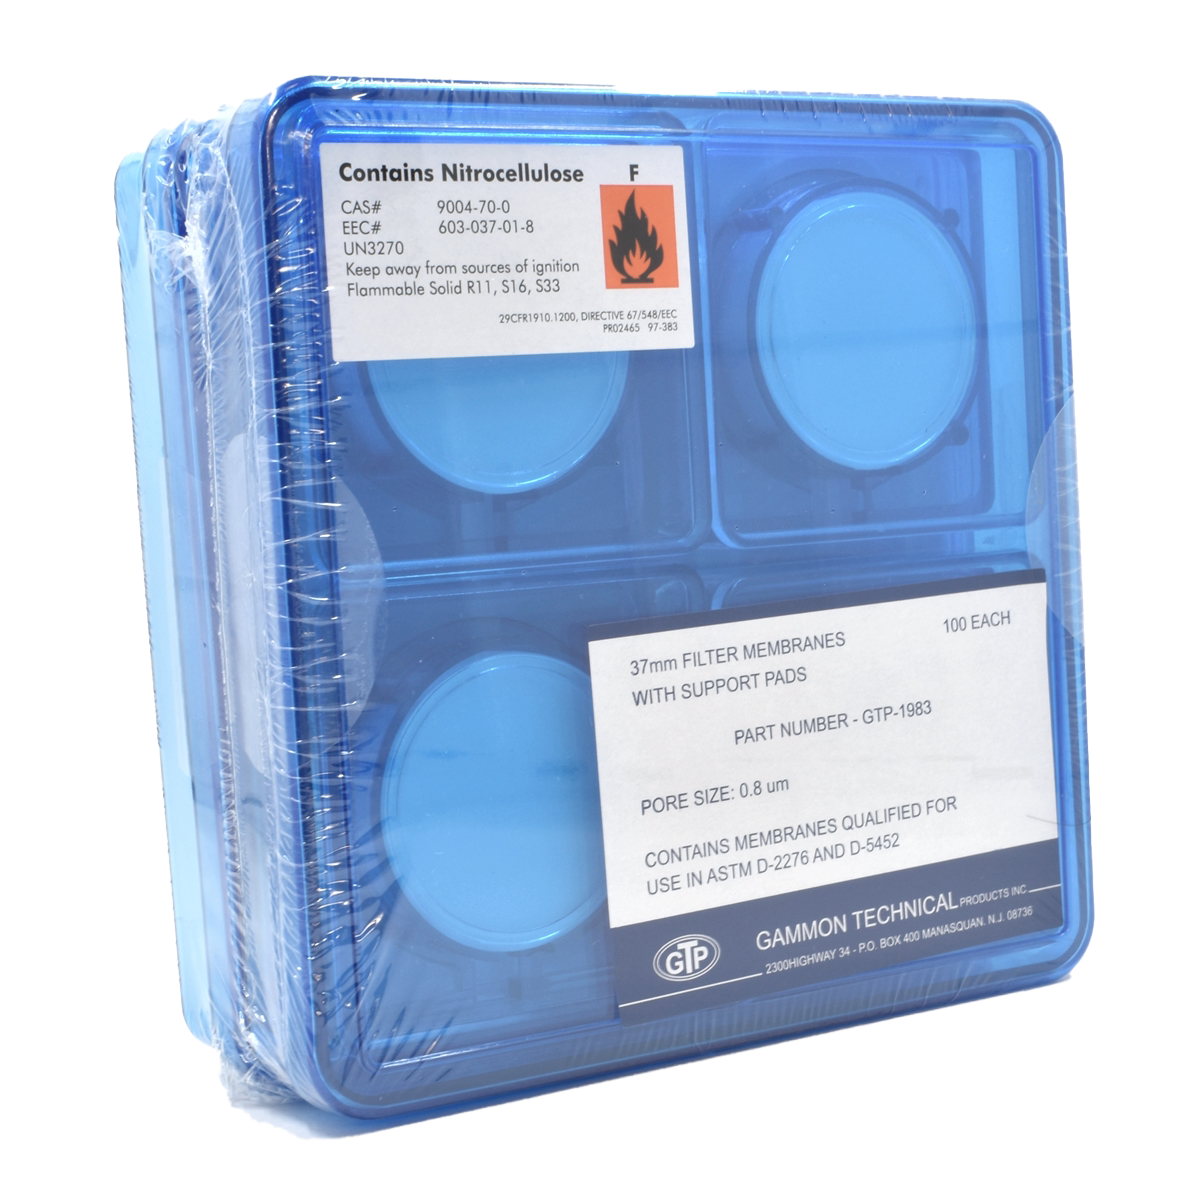 Contains Nitrocellulose F
CAS# 9004-70-0
EEC# 603-037-01-8
UN3270
Keep away from sources of ignition
Flammable Solid R11, S16, S33
29CFR1910.1200, DIRECTIVE 67/548/EEC
PR02465 97-383
37mm FILTER MEMBRANES 100 EACH
WITH SUPPORT PADS
PART NUMBER - GTP-1983
PORE SIZE: 0.8 um
CONTAINS MEMBRANES QUALIFIED FOR
USE IN ASTM D-2276 AND D-5452
GTP
GAMMON TECHNICAL PRODUCTS INC
2300HIGHWAY 34 - P.O. BOX 400 MANASQUAN. N.J. 08736